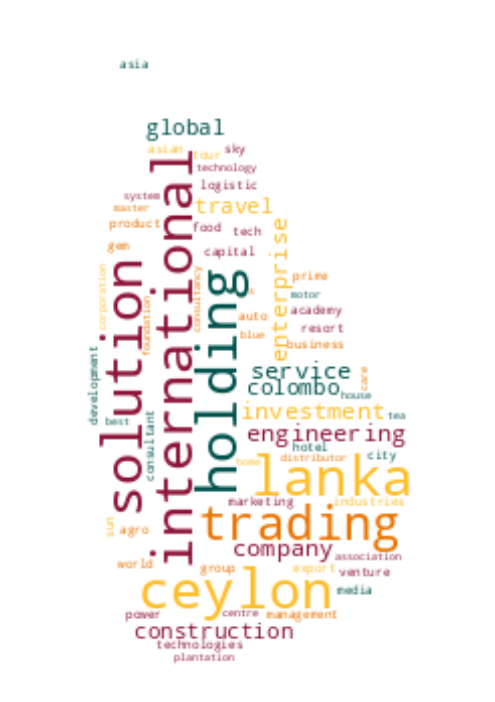 asia
global
asian
tour
sky
technology
logistic
system
master
travel
product
food
tech
gem
capital
international
solution
holding
enterprise
corporation
foundation
consultancy
prime
motor
auto
academy
blue
resort
business
development
service
care
colombo
house
best
consultant
investment
tea
engineering
hotel
home
distributor
city
lanka
marketing
industries
sun
agro
trading
company
association
world
group
export
venture
ceylon
media
power
centre
management
construction
technologies
plantation